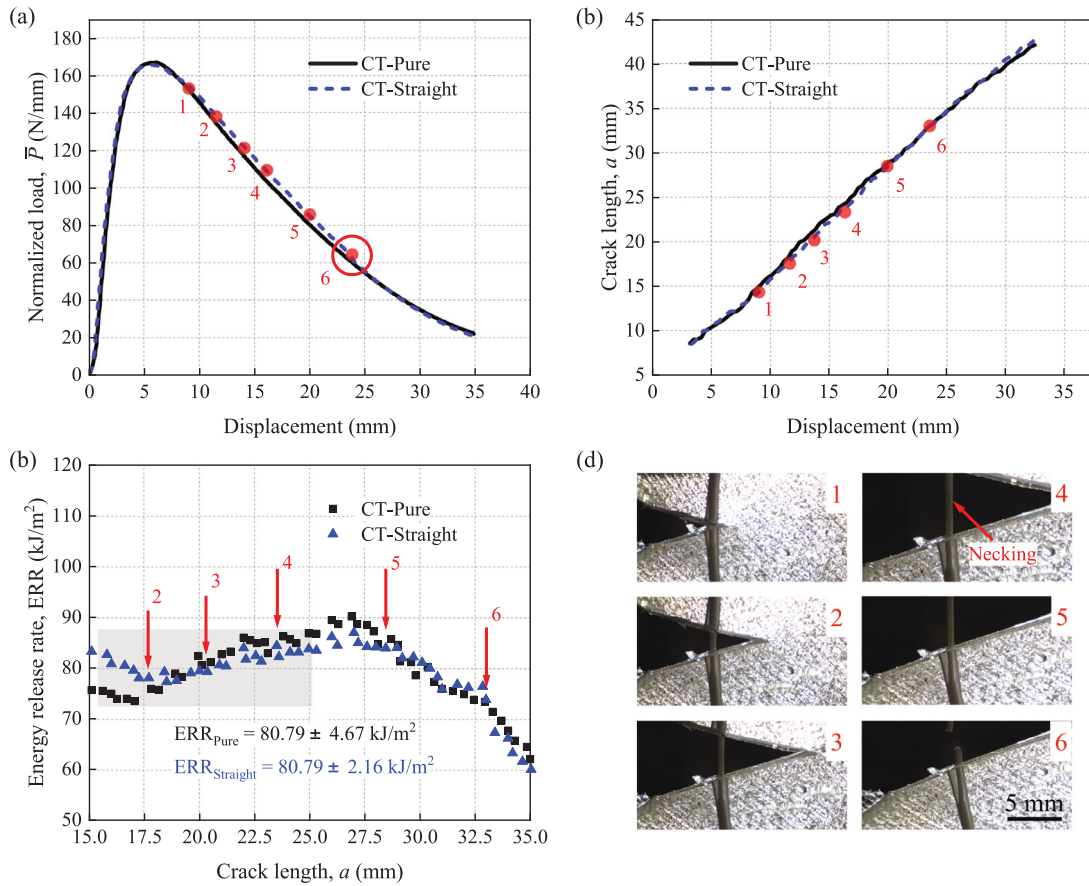 (a)
180
160
140
120
100
80
60
40
20
0
Normalized load, P̅ (N/mm)
CT-Pure
CT-Straight
1
2
3
4
5
6
0 5 10 15 20 25 30 35 40
Displacement (mm)
(b)
45
40
35
30
25
20
15
10
5
Crack length, a (mm)
CT-Pure
CT-Straight
1
2
3
4
5
6
0 5 10 15 20 25 30 35
Displacement (mm)
(b)
120
110
100
90
80
70
60
50
Energy release rate, ERR (kJ/m²)
CT-Pure
CT-Straight
2
3
4
5
6
ERR_Pure = 80.79 ± 4.67 kJ/m²
ERR_Straight = 80.79 ± 2.16 kJ/m²
15.0 17.5 20.0 22.5 25.0 27.5 30.0 32.5 35.0
Crack length, a (mm)
(d)
1
2
3
4
Necking
5
6
5 mm